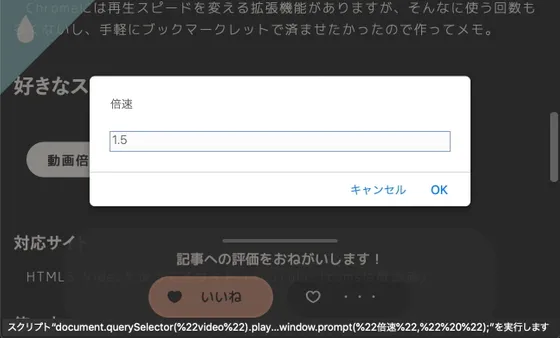 Chromeには再生スピードを変える拡張機能がありますが、そんなに使う回数も
ないし、手軽にブックマークレットで済ませたかったので作ってメモ。
好きなス
倍速
1.5
動画倍
キャンセル OK
対応サイト
記事への評価をおねがいします！
HTML5
いいね
・・・
スクリプト"document.querySelector(%22video%22).play...window.prompt(%22倍速%22,%22%20%22);"を実行します